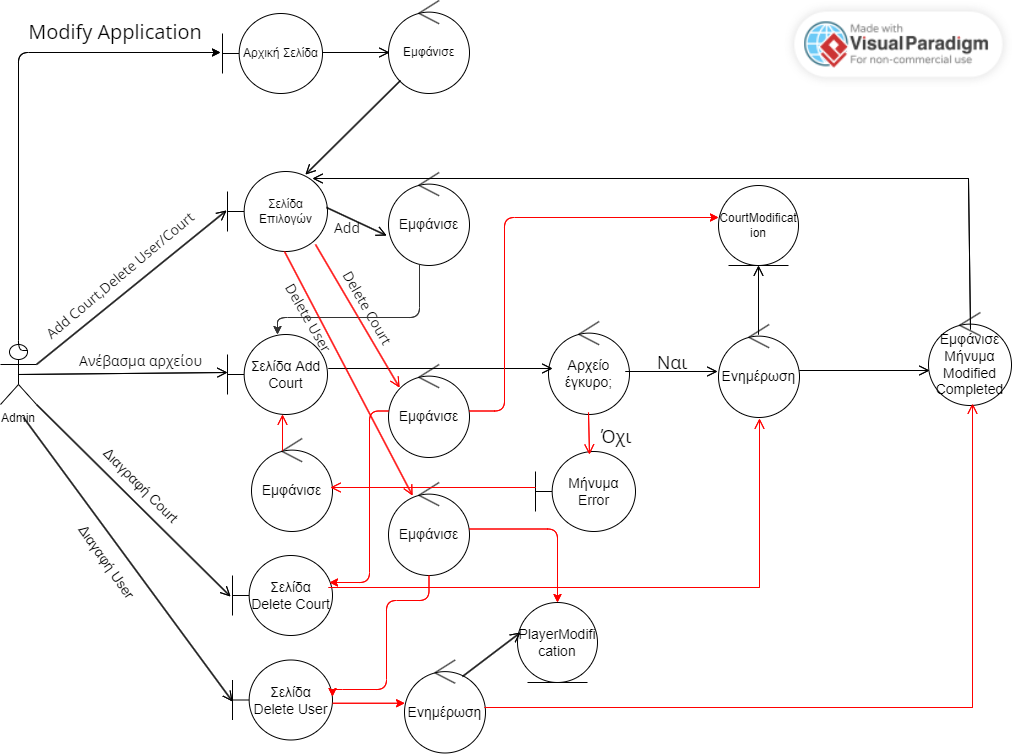 Modify Application
Made with
Visual Paradigm
For non-commercial use
Αρχική Σελίδα
Εμφάνισε
Σελίδα
Επιλογών
Add
Εμφάνισε
CourtModificat
ion
Add Court,Delete User/Court
Delete User
Delete Court
Admin
Ανέβασμα αρχείου
Σελίδα Add
Court
Αρχείο
έγκυρο;
Ναι
Ενημέρωση
Εμφάνισε
Μήνυμα
Modified
Completed
Εμφάνισε
Όχι
Εμφάνισε
Μήνυμα
Error
Διαγραφή Court
Διαγαφή User
Εμφάνισε
Σελίδα
Delete Court
PlayerModifi
cation
Σελίδα
Delete User
Ενημέρωση